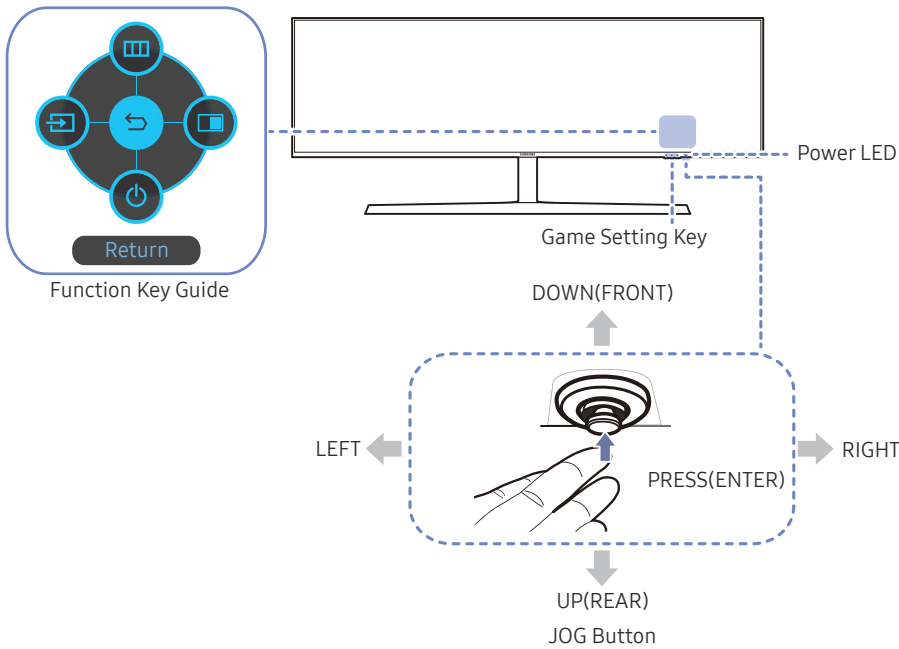 Return
Function Key Guide
SAMSUNG
Power LED
Game Setting Key
DOWN(FRONT)
LEFT
RIGHT
PRESS(ENTER)
UP(REAR)
JOG Button